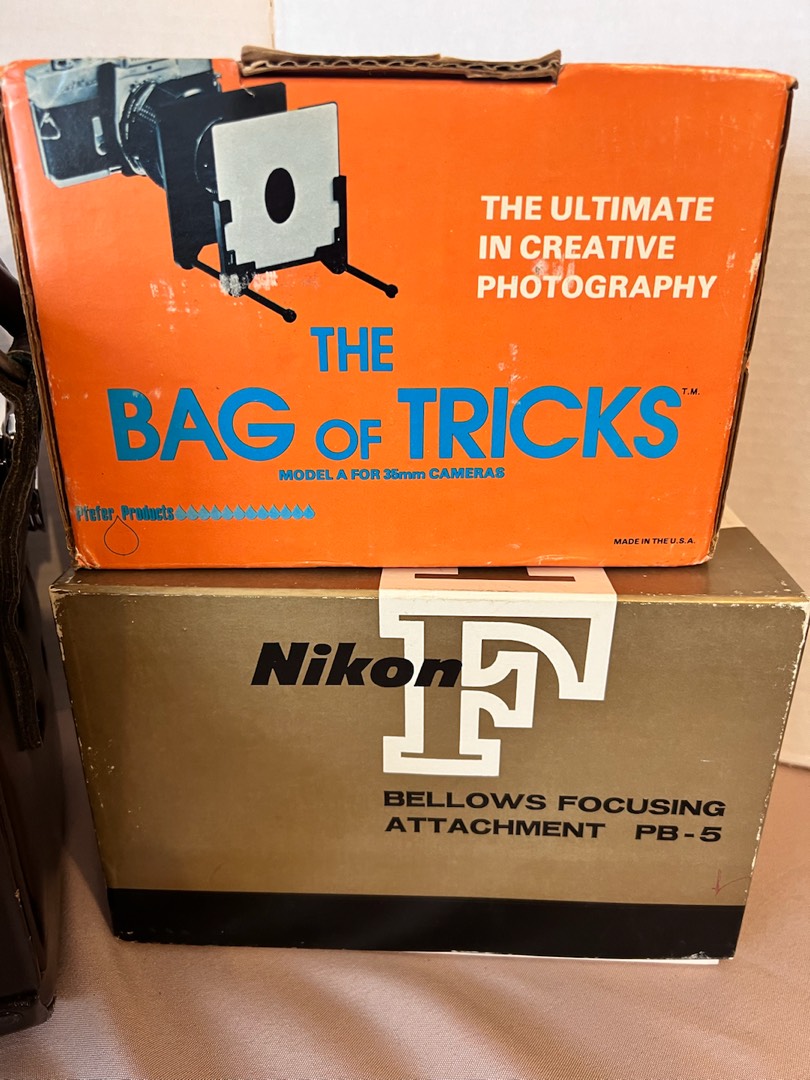 THE ULTIMATE
IN CREATIVE
PHOTOGRAPHY
THE
BAG OF TRICKS T.M.
MODEL A FOR 35mm CAMERAS
Prefer Products
MADE IN THE U.S.A.
Nikon F
BELLOWS FOCUSING
ATTACHMENT PB-5